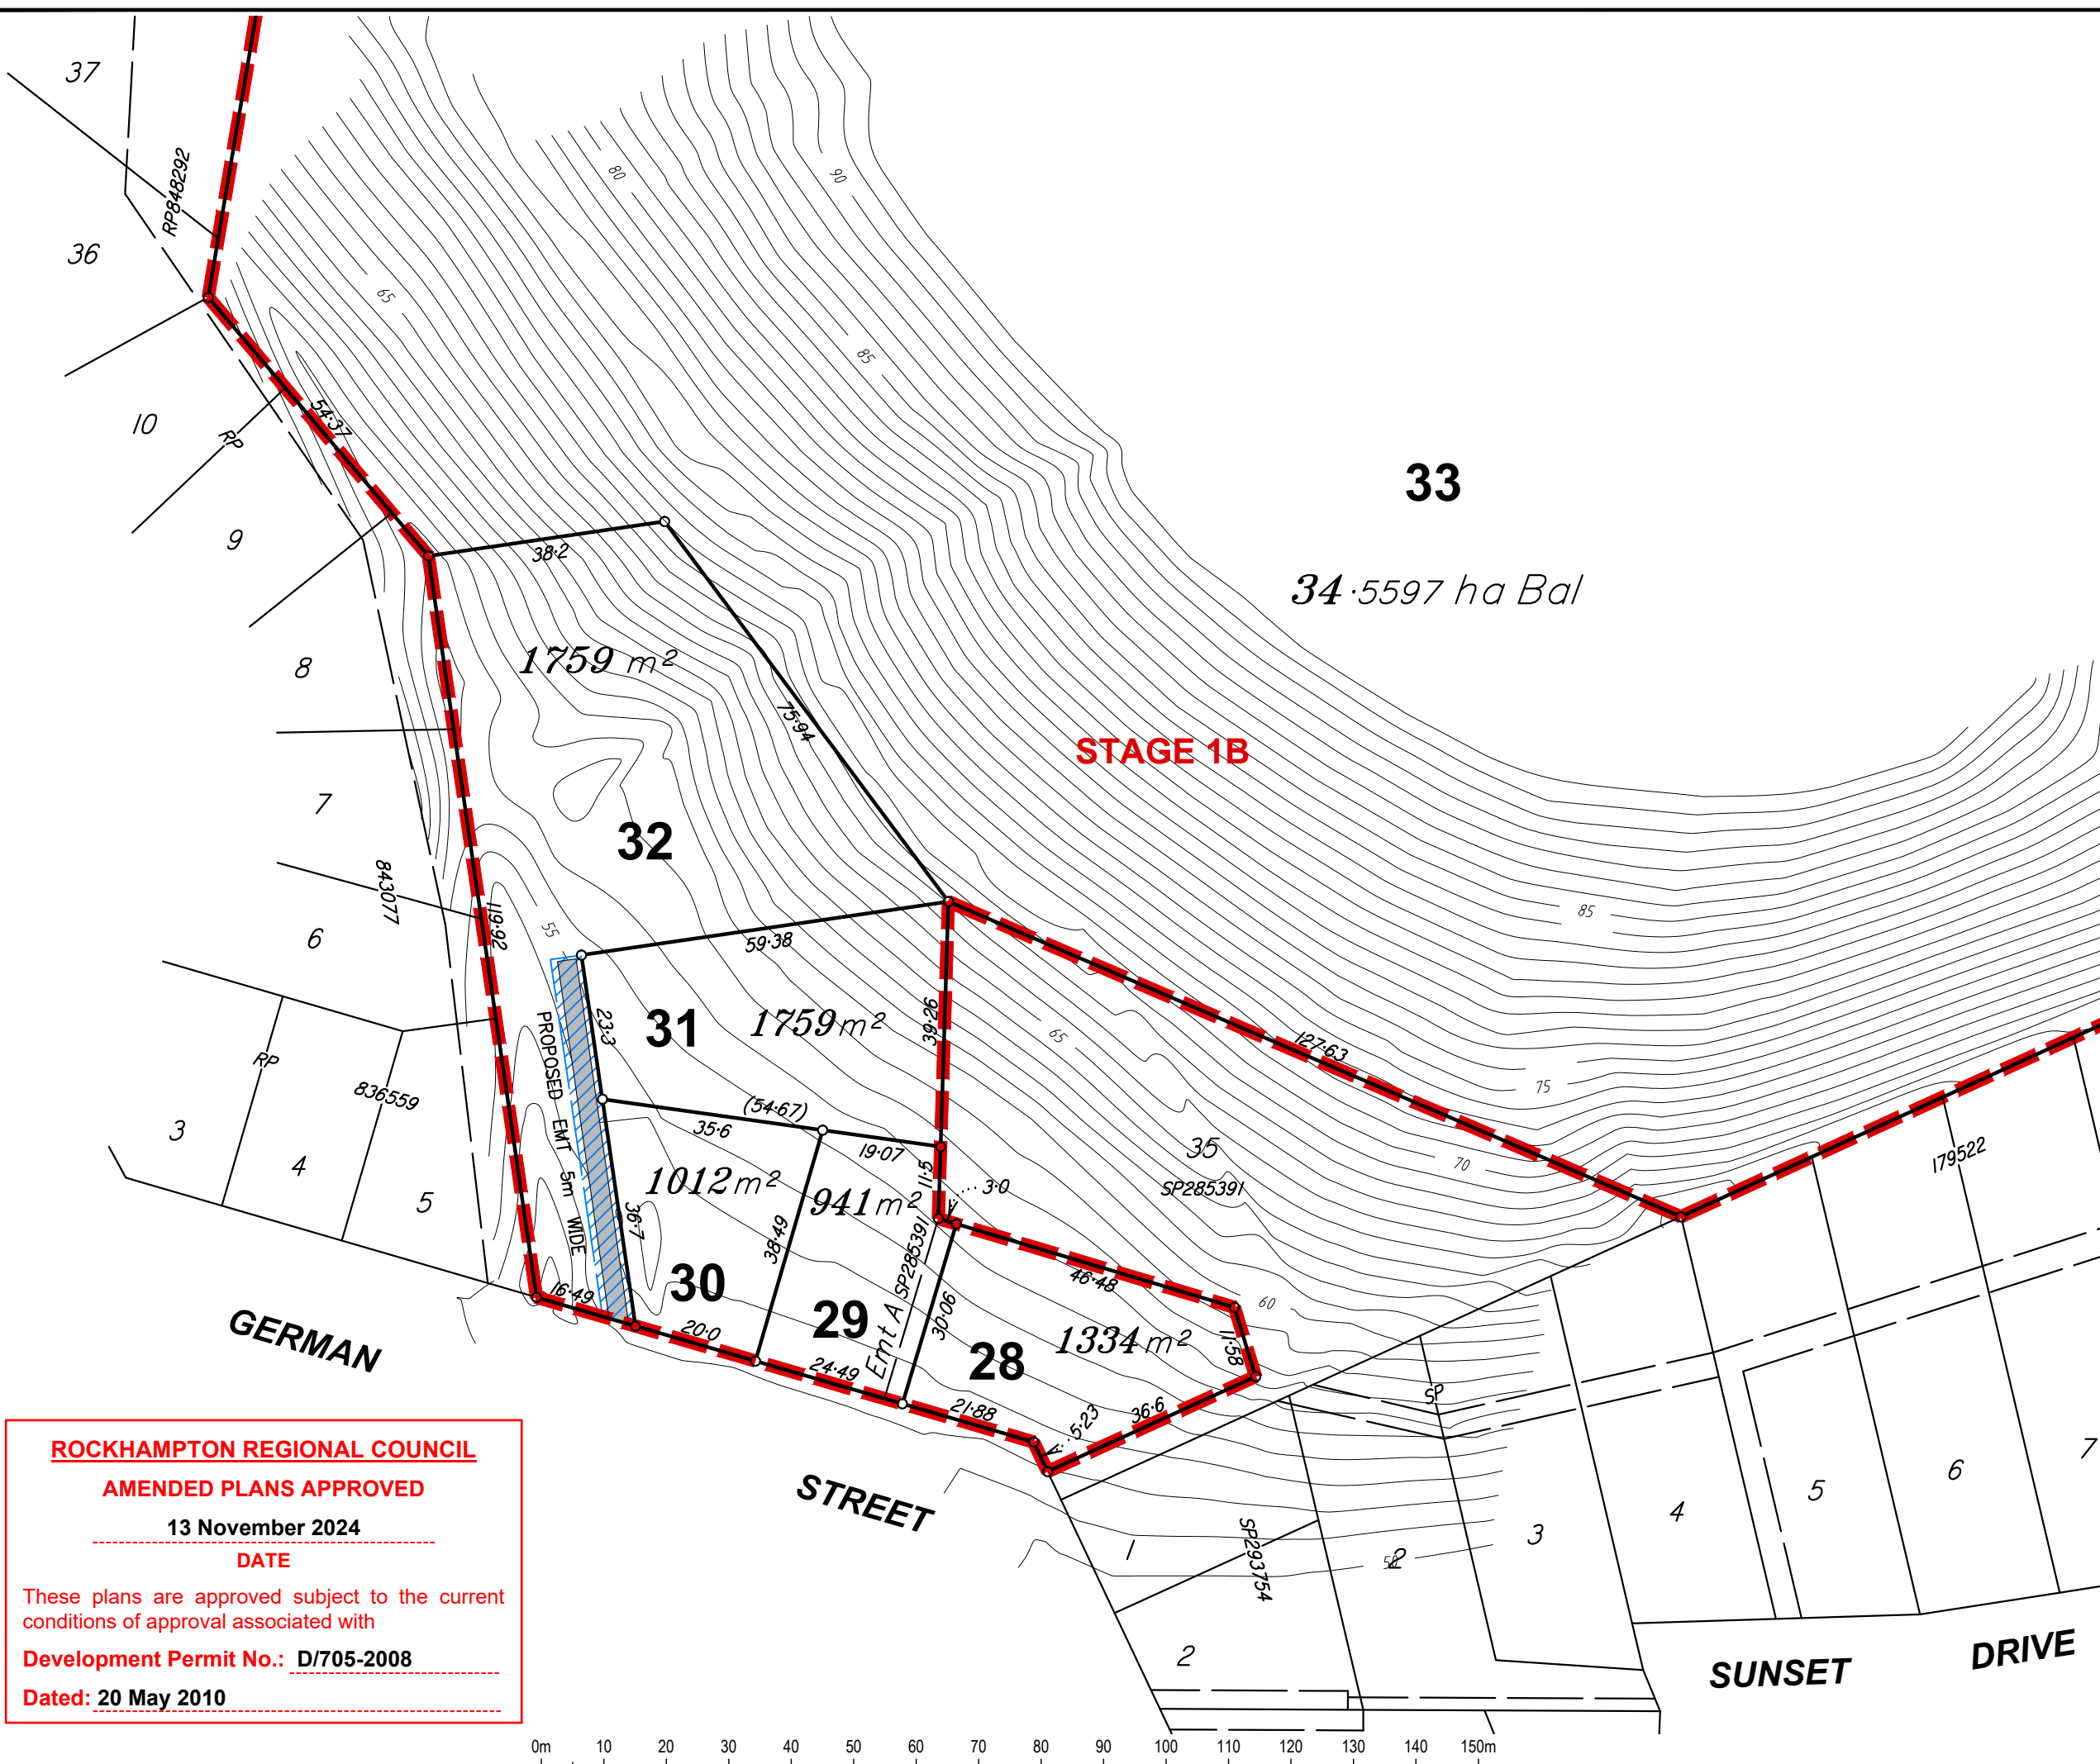 37
RP848292
36
80
90
65
85
54·37
10
RP
9
33
34·5597 ha Bal
38·2
8
1759 m²
75·94
STAGE 1B
7
32
843077
119·92
55
6
59·38
85
31
1759 m²
23·3
39·26
65
127·63
75
PROPOSED EMT 5m WIDE
RP
836559
(54·67)
35·6
19·07
3
4
5
1012 m²
941 m²
11·5
3·0
35
SP285391
70
179522
36·7
38·49
30
29
Emt A SP285391
30·06
46·48
60
16·49
20·0
24·49
28
1334 m²
11·58
21·88
5·23
36·6
GERMAN
STREET
SP
1
2
SP293754
50
2
3
4
5
6
7
SUNSET DRIVE
ROCKHAMPTON REGIONAL COUNCIL
AMENDED PLANS APPROVED
13 November 2024
DATE
These plans are approved subject to the current
conditions of approval associated with
Development Permit No.: D/705-2008
Dated: 20 May 2010
0m 10 20 30 40 50 60 70 80 90 100 110 120 130 140 150m